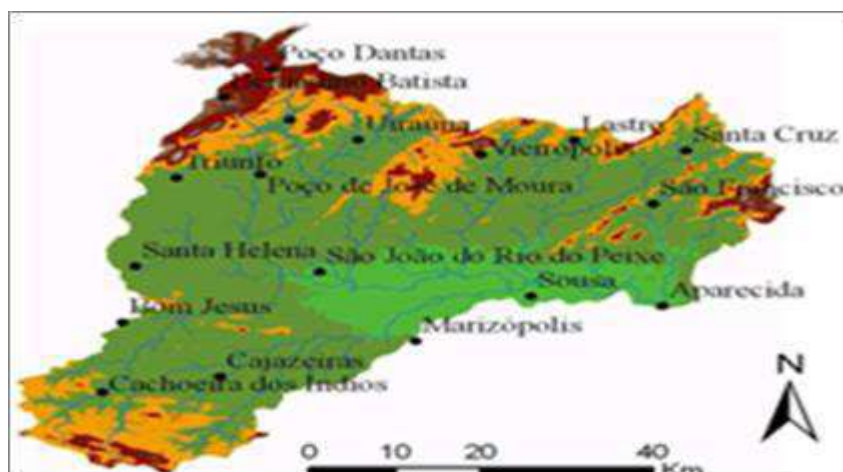 Poço Dantas
Batista
Uiraúna
Lastro
Santa Cruz
Vieirópolis
Triunfo
Poço de José de Moura
São Francisco
Santa Helena
São João do Rio do Peixe
Sousa
Aparecida
Bom Jesus
Marizópolis
Cajazeiras
Cachoeira dos Índios
N
0 10 20 40
Km